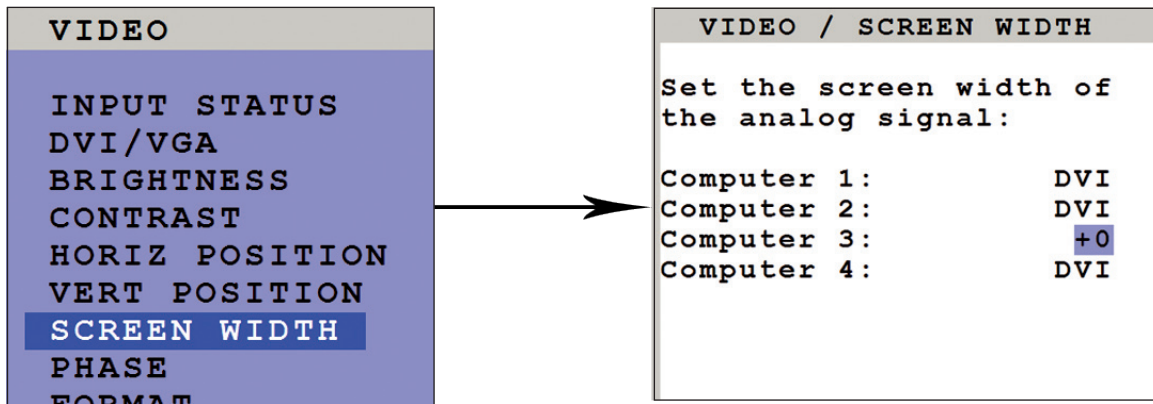 VIDEO
INPUT STATUS
DVI/VGA
BRIGHTNESS
CONTRAST
HORIZ POSITION
VERT POSITION
SCREEN WIDTH
PHASE
FORMAT
VIDEO / SCREEN WIDTH
Set the screen width of
the analog signal:
Computer 1: DVI
Computer 2: DVI
Computer 3: +0
Computer 4: DVI